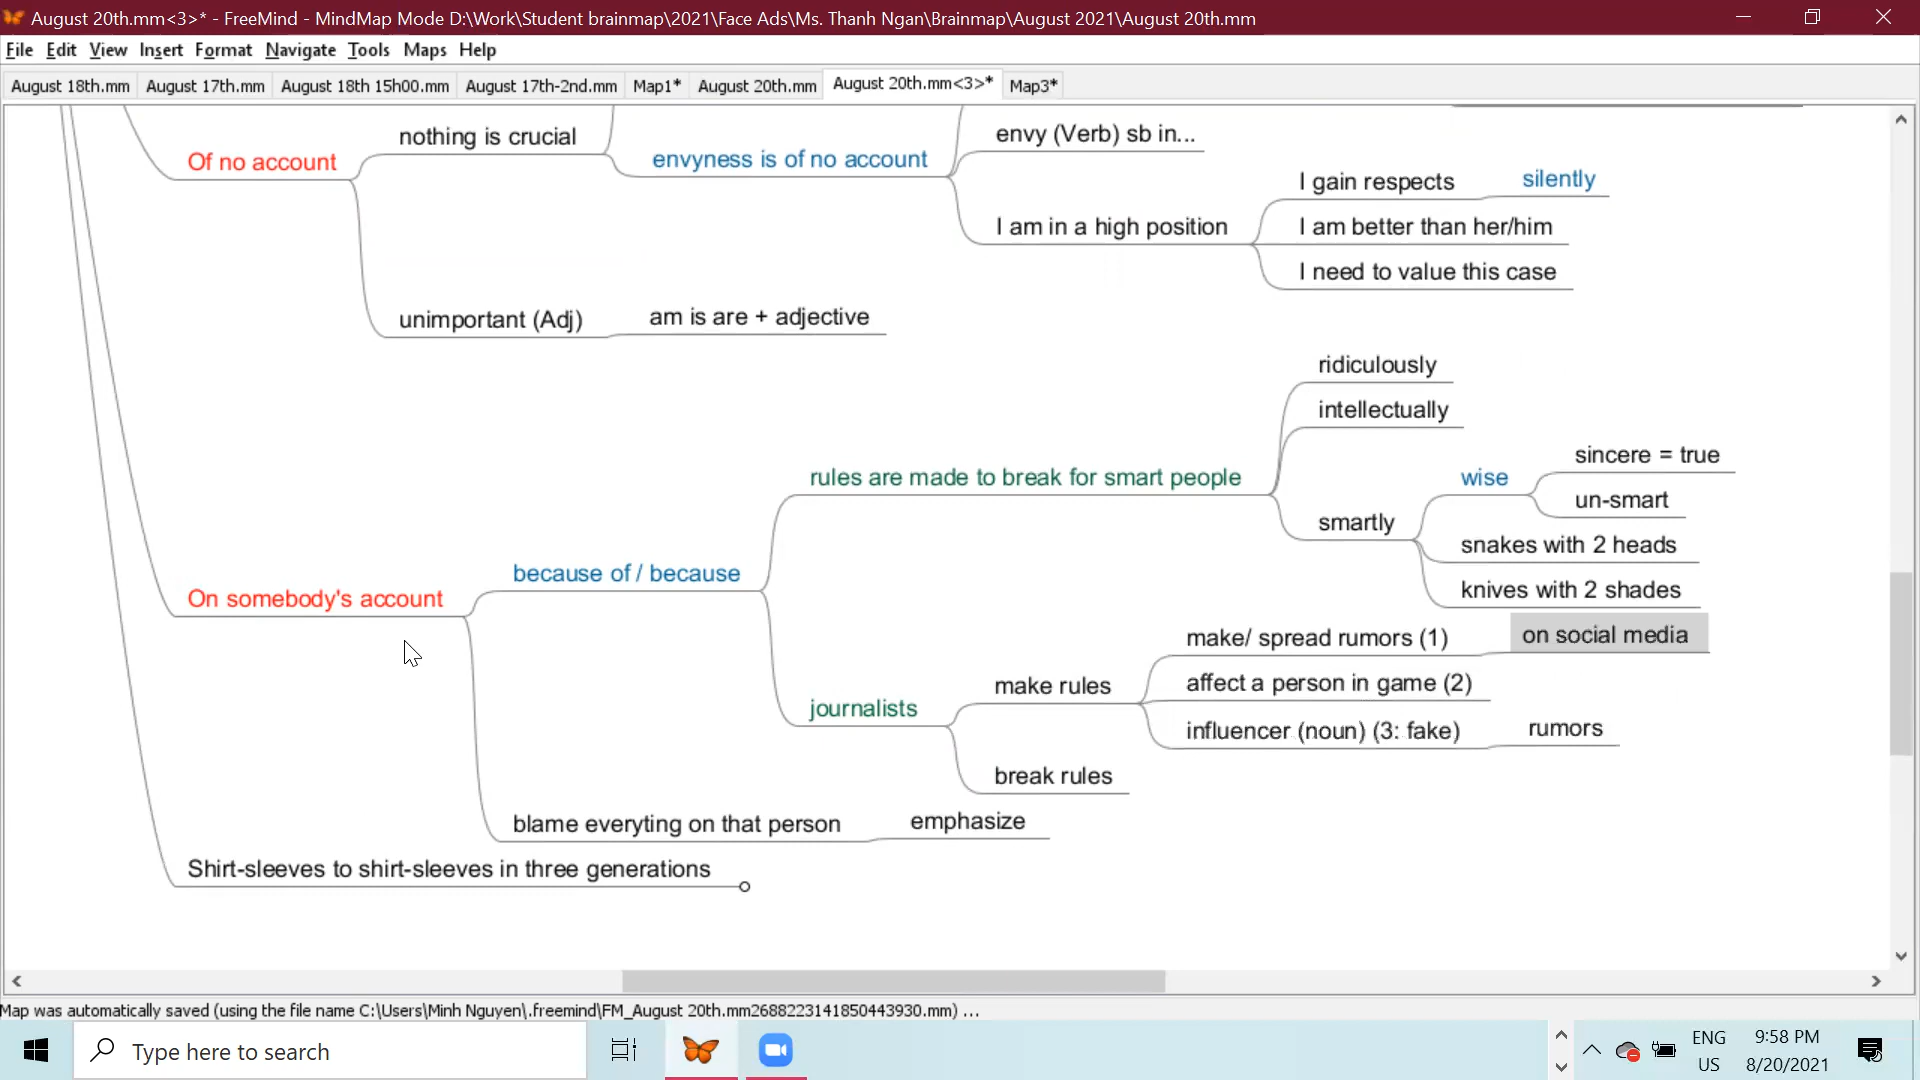 August 20th.mm<3>* - FreeMind - MindMap Mode D:\Work\Student brainmap\2021\Face Ads\Ms. Thanh Ngan\Brainmap\August 2021\August 20th.mm
File Edit View Insert Format Navigate Tools Maps Help
August 18th.mm August 17th.mm August 18th 15h00.mm August 17th-2nd.mm Map1* August 20th.mm August 20th.mm<3>* Map3*
Of no account
nothing is crucial
envyness is of no account
envy (Verb) sb in...
I am in a high position
I gain respects
silently
I am better than her/him
I need to value this case
unimportant (Adj)
am is are + adjective
On somebody's account
because of / because
rules are made to break for smart people
ridiculously
intellectually
smartly
wise
sincere = true
un-smart
snakes with 2 heads
knives with 2 shades
journalists
make rules
make/ spread rumors (1)
on social media
affect a person in game (2)
influencer (noun) (3: fake)
rumors
break rules
blame everyting on that person
emphasize
Shirt-sleeves to shirt-sleeves in three generations
Map was automatically saved (using the file name C:\Users\Minh Nguyen\.freemind\FM_August 20th.mm2688223141850443930.mm) ...
Type here to search
ENG
US
9:58 PM
8/20/2021